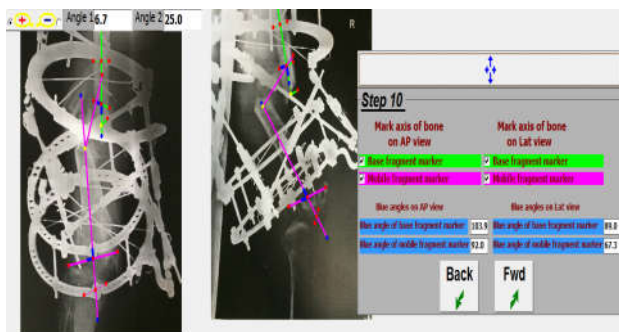 Angle 1 6.7 Angle 2 25.0
R
Step 10
Mark axis of bone on AP view
Mark axis of bone on Lat view
Base fragment marker
Base fragment marker
Mobile fragment marker
Mobile fragment marker
Blue angles on AP view
Blue angles on Lat view
Blue angle of base fragment marker 103.9
Blue angle of base fragment marker 89.0
Blue angle of mobile fragment marker 92.0
Blue angle of mobile fragment marker 67.3
Back
Fwd